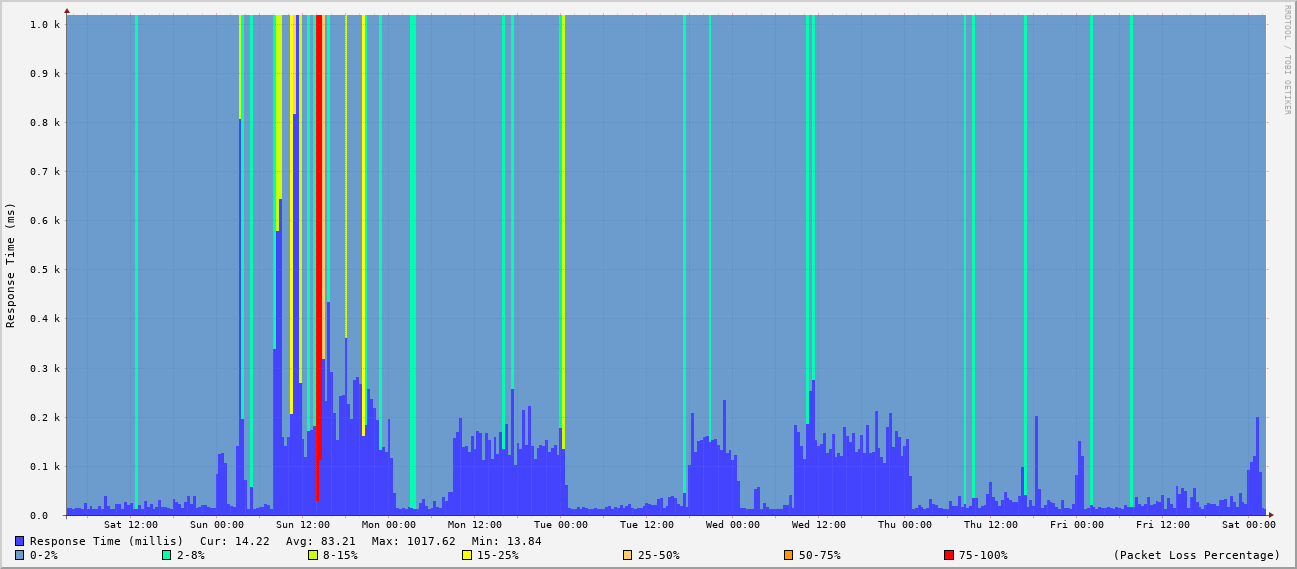 RRDTOOL / TOBI OETIKER
Response Time (ms)
1.0 k
0.9 k
0.8 k
0.7 k
0.6 k
0.5 k
0.4 k
0.3 k
0.2 k
0.1 k
0.0
Sat 12:00 Sun 00:00 Sun 12:00 Mon 00:00 Mon 12:00 Tue 00:00 Tue 12:00 Wed 00:00 Wed 12:00 Thu 00:00 Thu 12:00 Fri 00:00 Fri 12:00 Sat 00:00
Response Time (millis) Cur: 14.22 Avg: 83.21 Max: 1017.62 Min: 13.84
0-2% 2-8% 8-15% 15-25% 25-50% 50-75% 75-100% (Packet Loss Percentage)